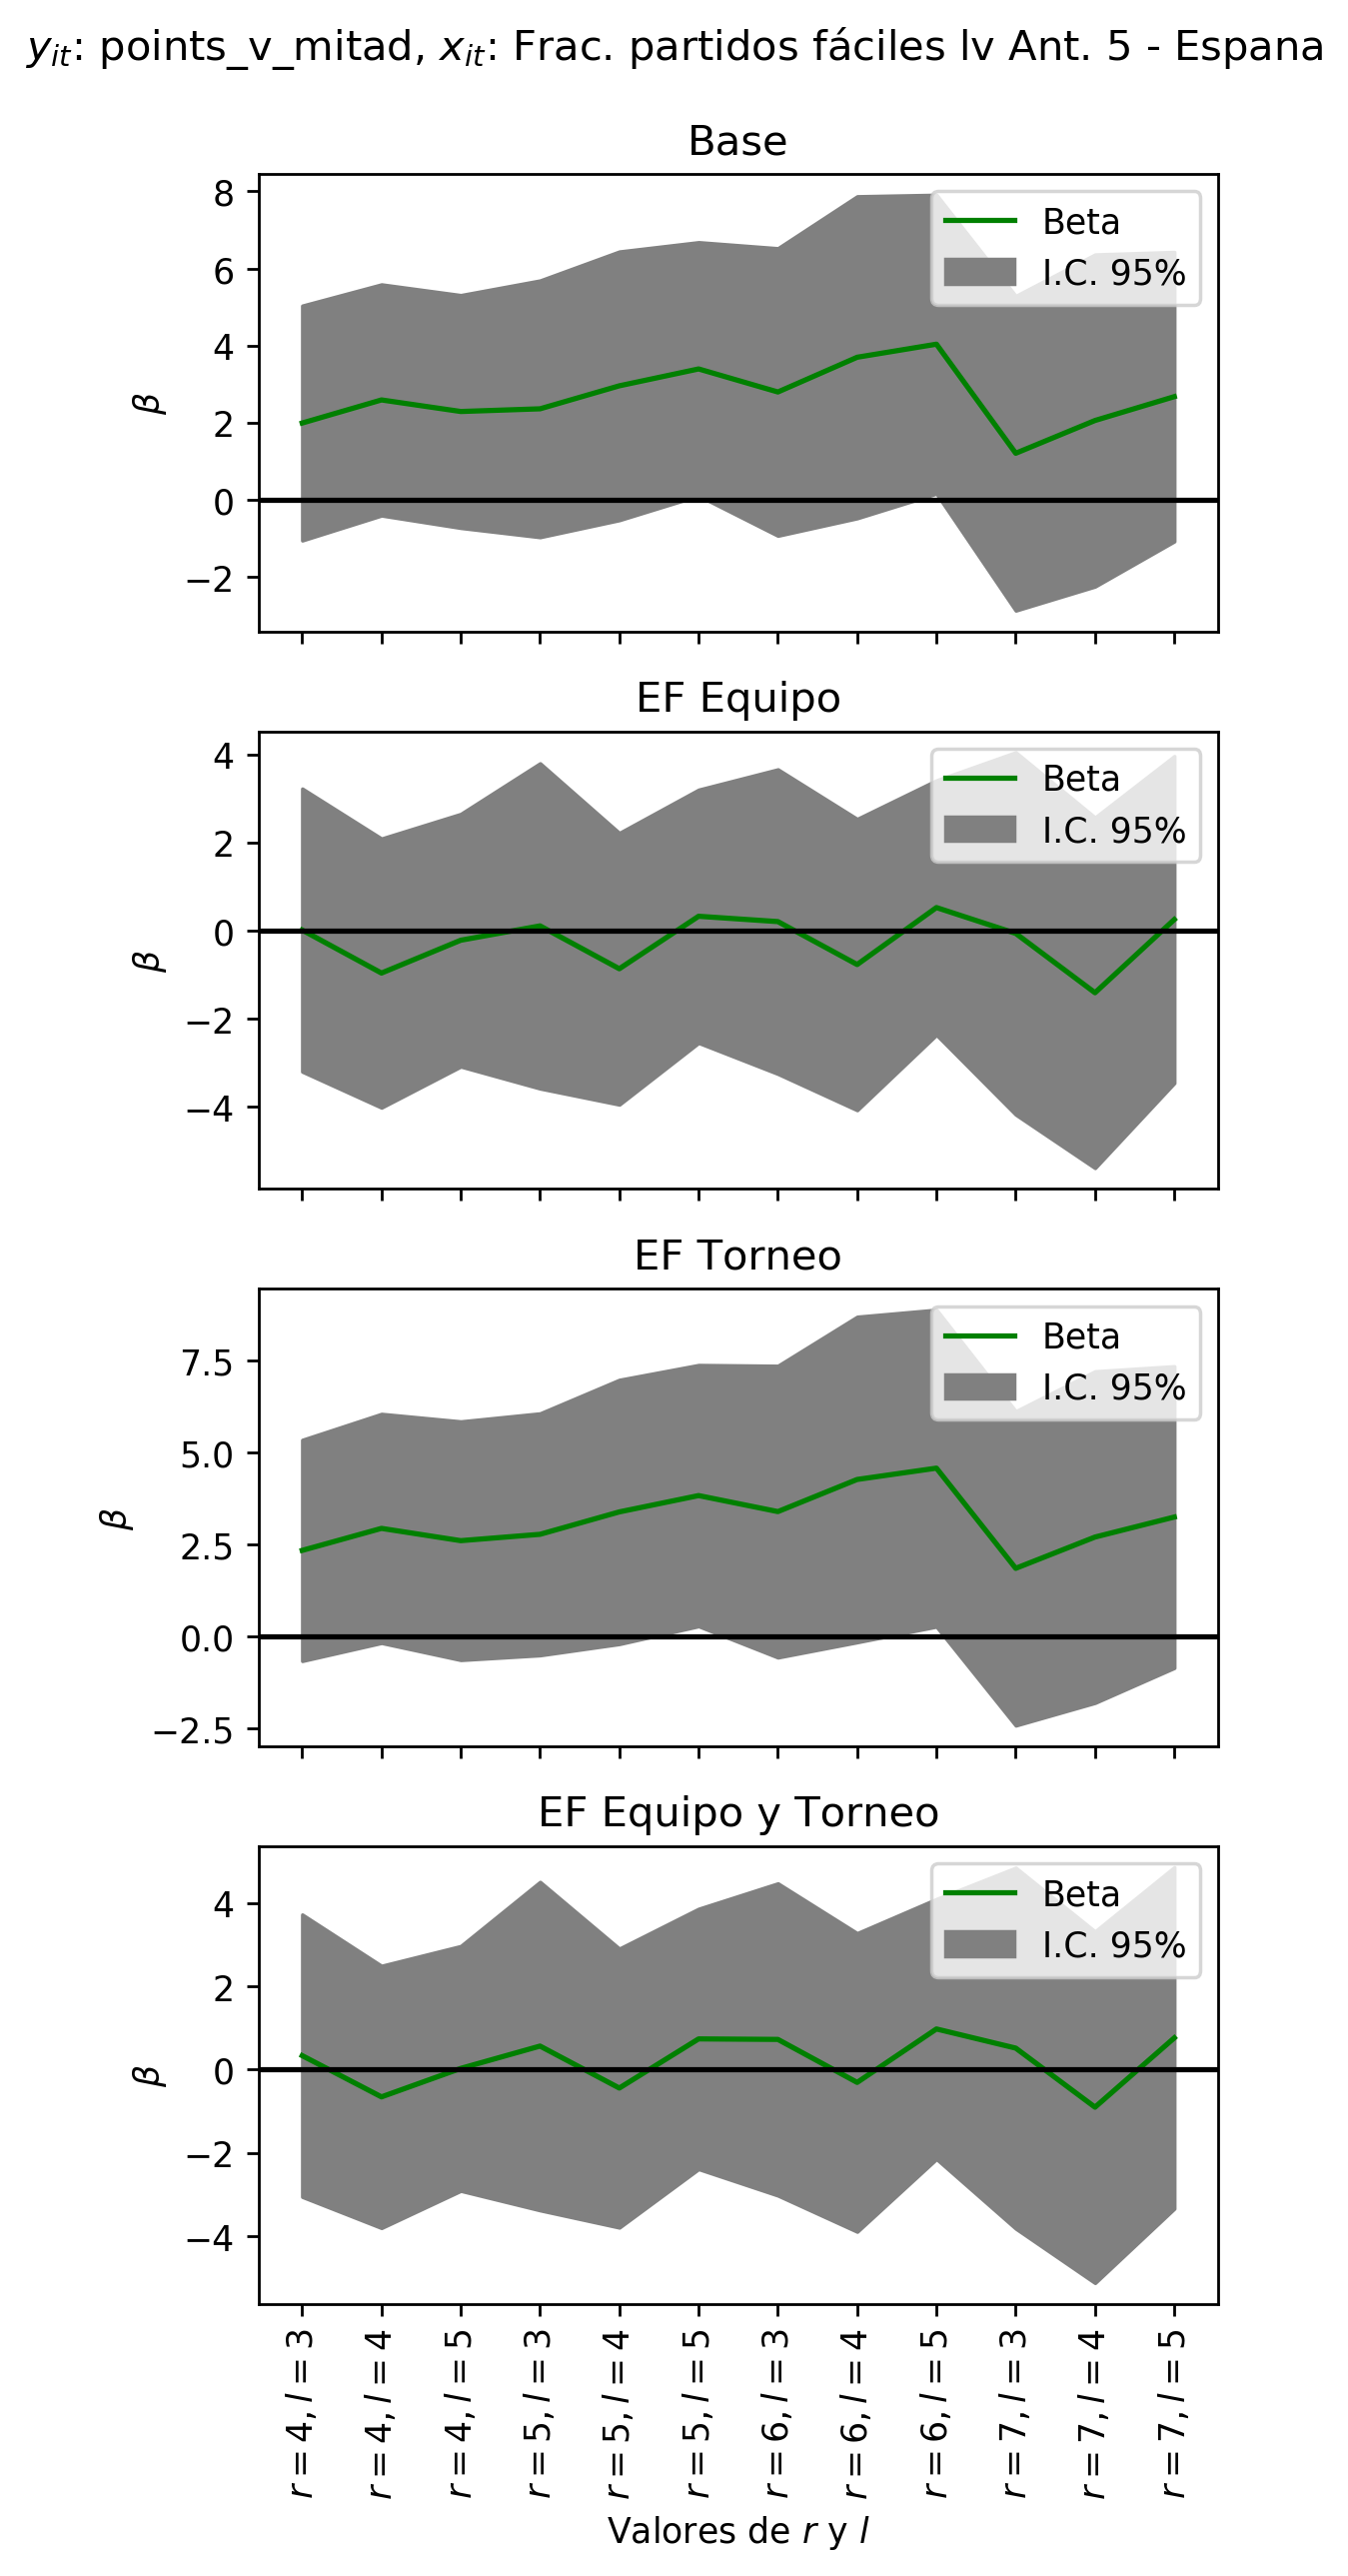 y_it: points_v_mitad, x_it: Frac. partidos fáciles lv Ant. 5 - Espana
Base
8
6
4
2
0
−2
β
Beta
I.C. 95%
EF Equipo
4
2
0
−2
−4
β
Beta
I.C. 95%
EF Torneo
7.5
5.0
2.5
0.0
−2.5
β
Beta
I.C. 95%
EF Equipo y Torneo
4
2
0
−2
−4
β
Beta
I.C. 95%
r = 4, l = 3
r = 4, l = 4
r = 4, l = 5
r = 5, l = 3
r = 5, l = 4
r = 5, l = 5
r = 6, l = 3
r = 6, l = 4
r = 6, l = 5
r = 7, l = 3
r = 7, l = 4
r = 7, l = 5
Valores de r y l